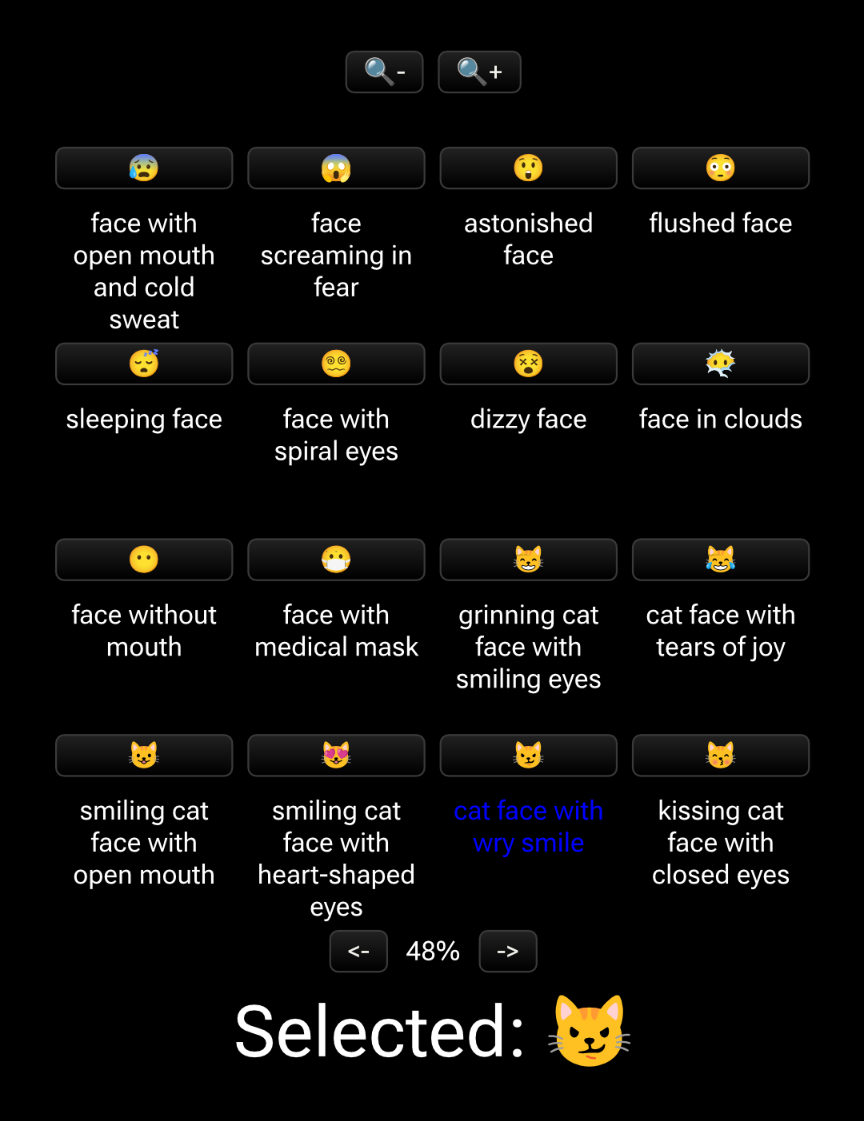 🔍- 🔍+
😰 😱 😲 😳
face with face astonished flushed face
open mouth screaming in face
and cold fear
sweat
😴 😵‍💫 😵 😶‍🌫️
sleeping face face with dizzy face face in clouds
spiral eyes
😶 😷 😸 😹
face without face with grinning cat cat face with
mouth medical mask face with tears of joy
smiling eyes
😺 😻 😼 😽
smiling cat smiling cat cat face with kissing cat
face with face with wry smile face with
open mouth heart-shaped closed eyes
eyes
<- 48% ->
Selected: 😼